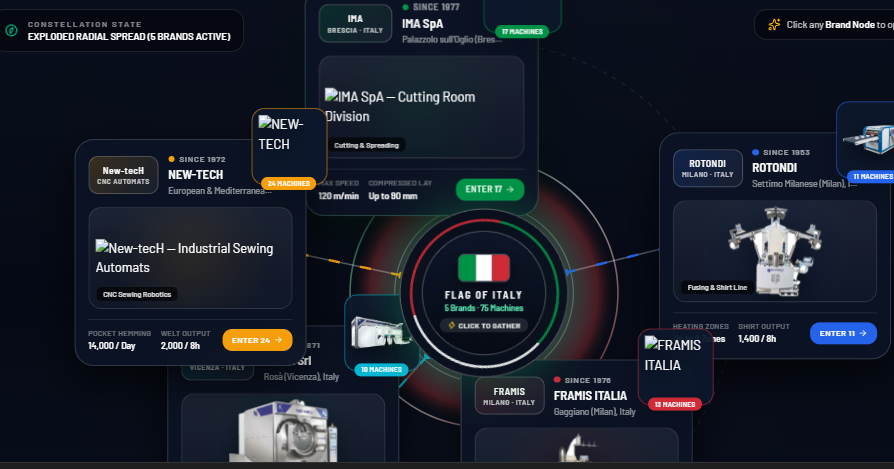 CONSTELLATION STATE
EXPLODED RADIAL SPREAD (5 BRANDS ACTIVE)
Click any Brand Node to op
IMA
BRESCIA · ITALY
SINCE 1977
IMA SpA
Palazzolo sull'Oglio (Bres...
17 MACHINES
IMA SpA — Cutting Room
Division
Cutting & Spreading
MAX SPEED
120 m/min
COMPRESSED LAY
Up to 90 mm
ENTER 17 →
New-tecH
CNC AUTOMATS
SINCE 1972
NEW-TECH
European & Mediterranea...
NEW-
TECH
24 MACHINES
New-tecH — Industrial Sewing
Automats
CNC Sewing Robotics
POCKET HEMMING
14,000 / Day
WELT OUTPUT
2,000 / 8h
ENTER 24 →
ROTONDI
MILANO · ITALY
SINCE 1953
ROTONDI
Settimo Milanese (Milan), I...
11 MACHINES
Fusing & Shirt Line
HEATING ZONES
nes
SHIRT OUTPUT
1,400 / 8h
ENTER 11 →
FLAG OF ITALY
5 Brands · 75 Machines
CLICK TO GATHER
VICENZA · ITALY
871
Srl
Rosà (Vicenza), Italy
10 MACHINES
FRAMIS
MILANO · ITALY
SINCE 1976
FRAMIS ITALIA
Gaggiano (Milan), Italy
FRAMIS
ITALIA
13 MACHINES